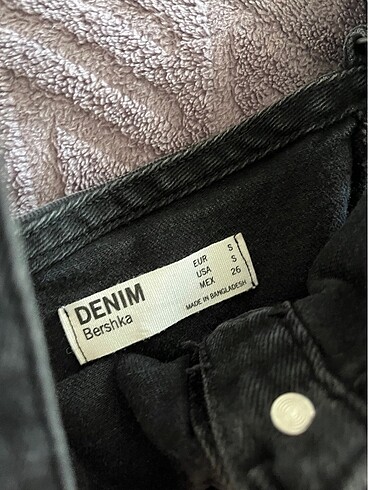 DENIM
Bershka
EUR S
USA S
MEX 26
MADE IN BANGLADESH